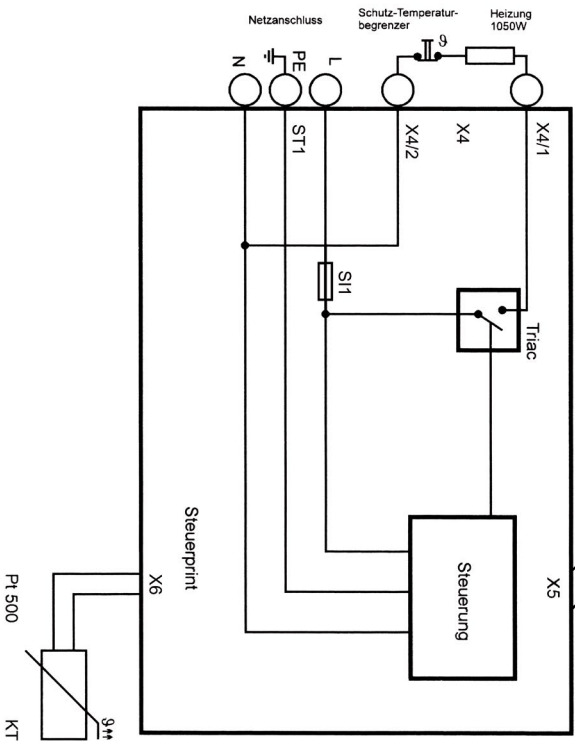 Netzanschluss
Schutz-Temperatur-
begrenzer
Heizung
1050W
ϑ
N
PE
L
ST1
X4/2
X4
X4/1
SI1
Triac
Steuerprint
Steuerung
X5
X6
Pt 500
KT
ϑ